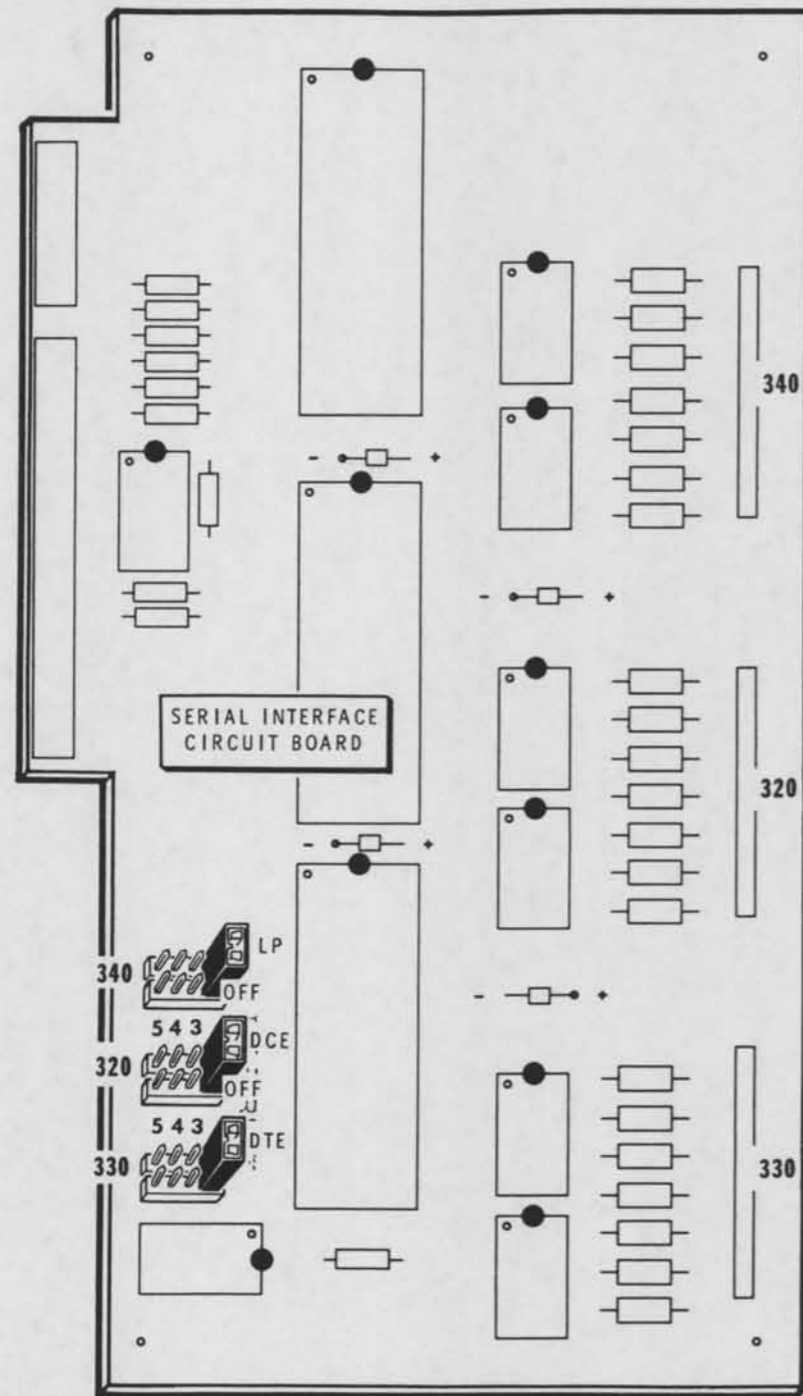 340
- +
- +
SERIAL INTERFACE
CIRCUIT BOARD
320
- +
340
LP
OFF
- +
5 4 3
320
DCE
OFF
5 4 3
330
DTE
330